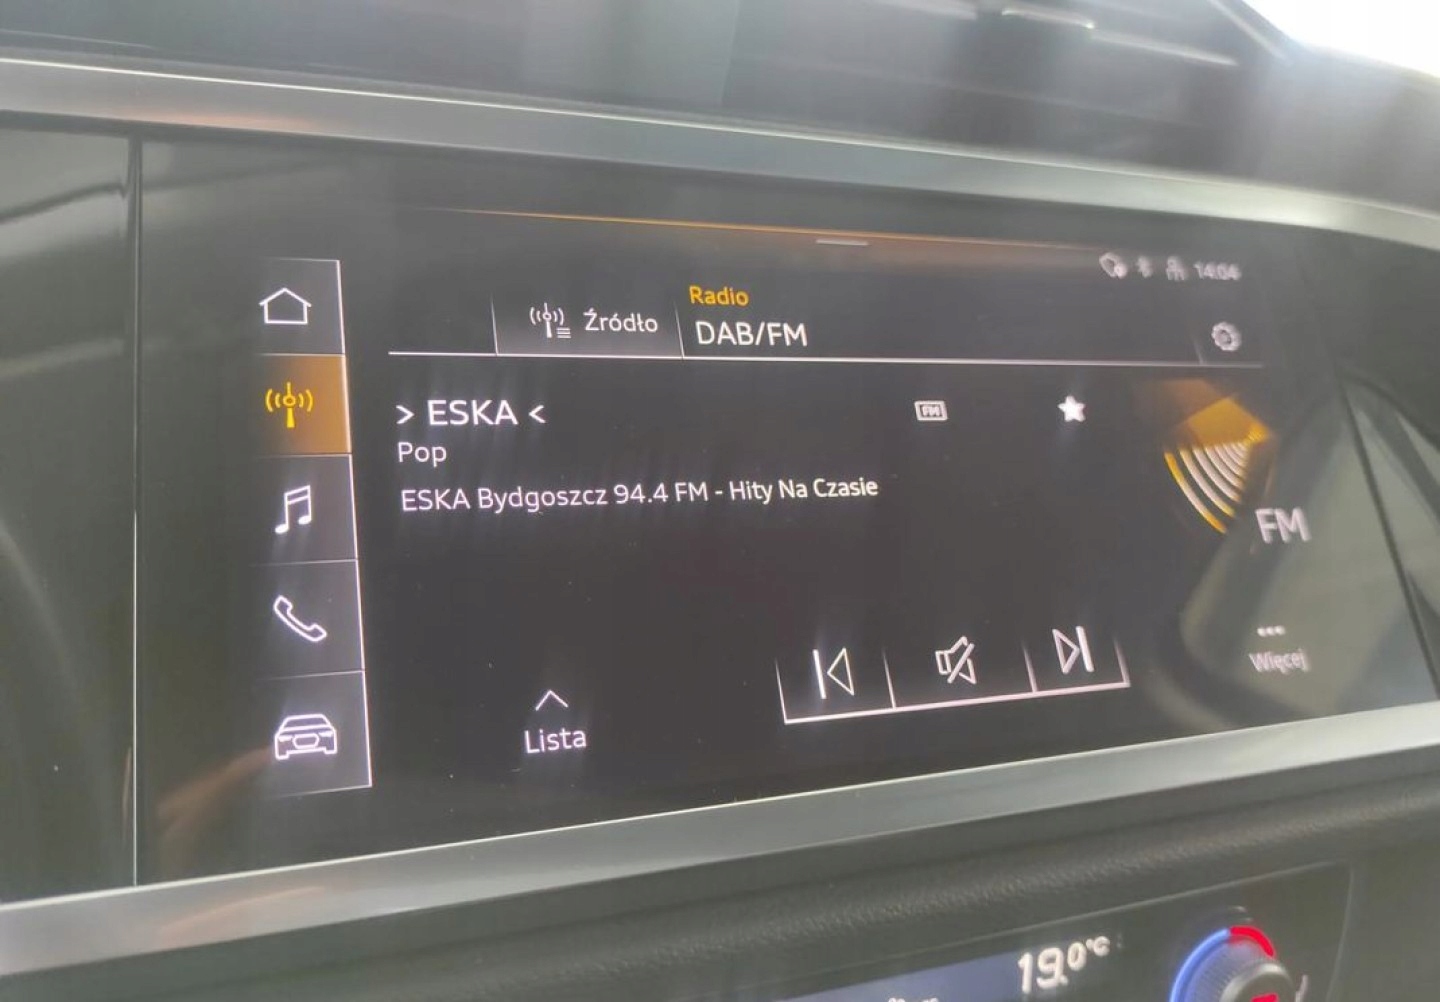 14:04
Radio
Źródło
DAB/FM
> ESKA <
FM
Pop
ESKA Bydgoszcz 94.4 FM - Hity Na Czasie
FM
...
Więcej
Lista
19.0°C